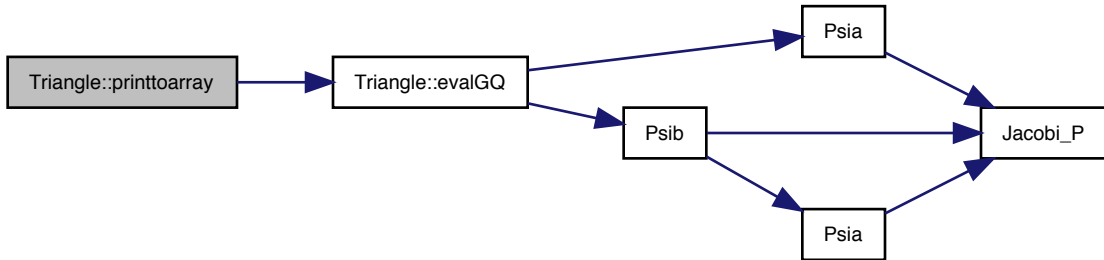 Triangle::printtoarray
Triangle::evalGQ
Psia
Psib
Jacobi_P
Psia